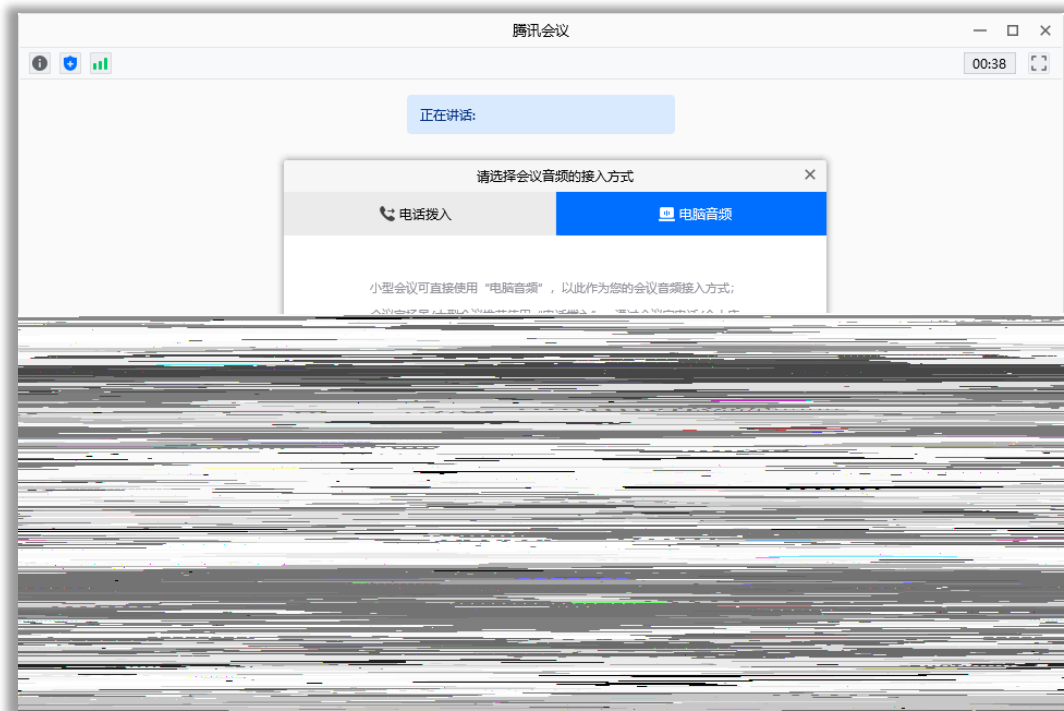 腾讯会议
00:38
正在讲话:
请选择会议音频的接入方式
电话拨入
电脑音频
小型会议可直接使用“电脑音频”，以此作为您的会议音频接入方式;